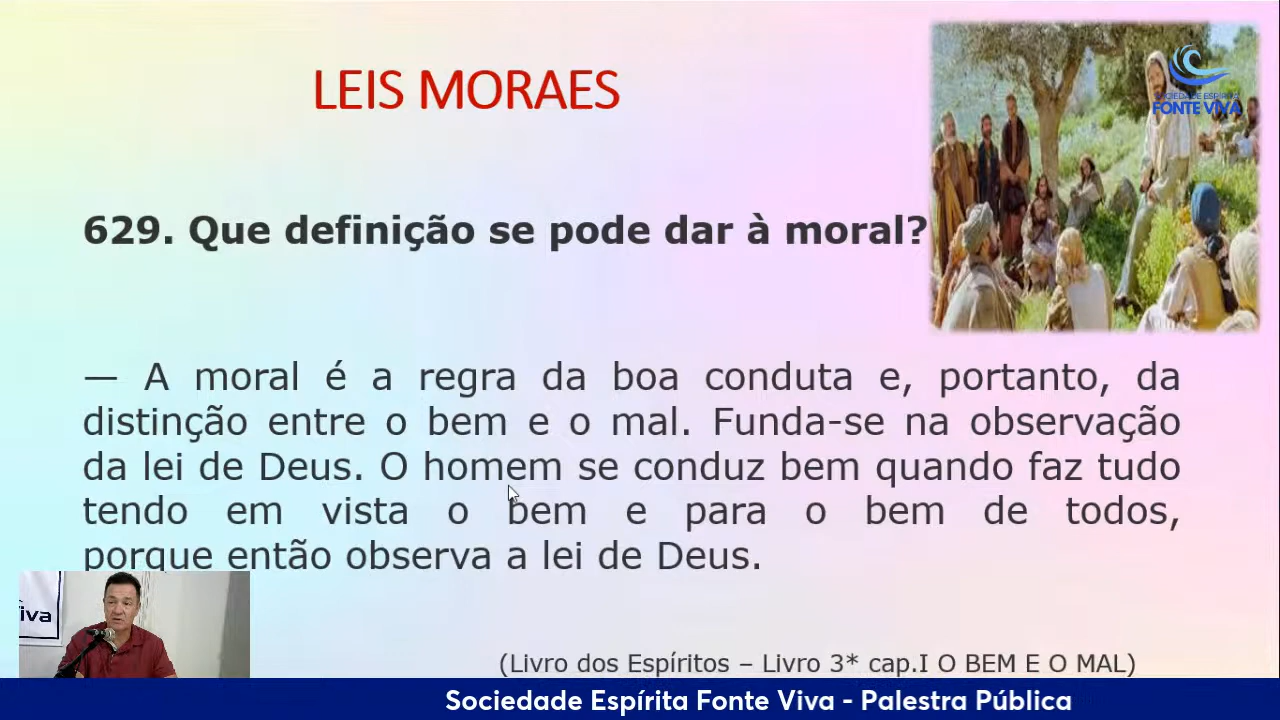 LEIS MORAES
SOCIEDADE ESPÍRITA
FONTE VIVA
629. Que definição se pode dar à moral?
— A moral é a regra da boa conduta e, portanto, da
distinção entre o bem e o mal. Funda-se na observação
da lei de Deus. O homem se conduz bem quando faz tudo
tendo em vista o bem e para o bem de todos,
porque então observa a lei de Deus.
iva
(Livro dos Espíritos – Livro 3* cap.I O BEM E O MAL)
Sociedade Espírita Fonte Viva - Palestra Pública